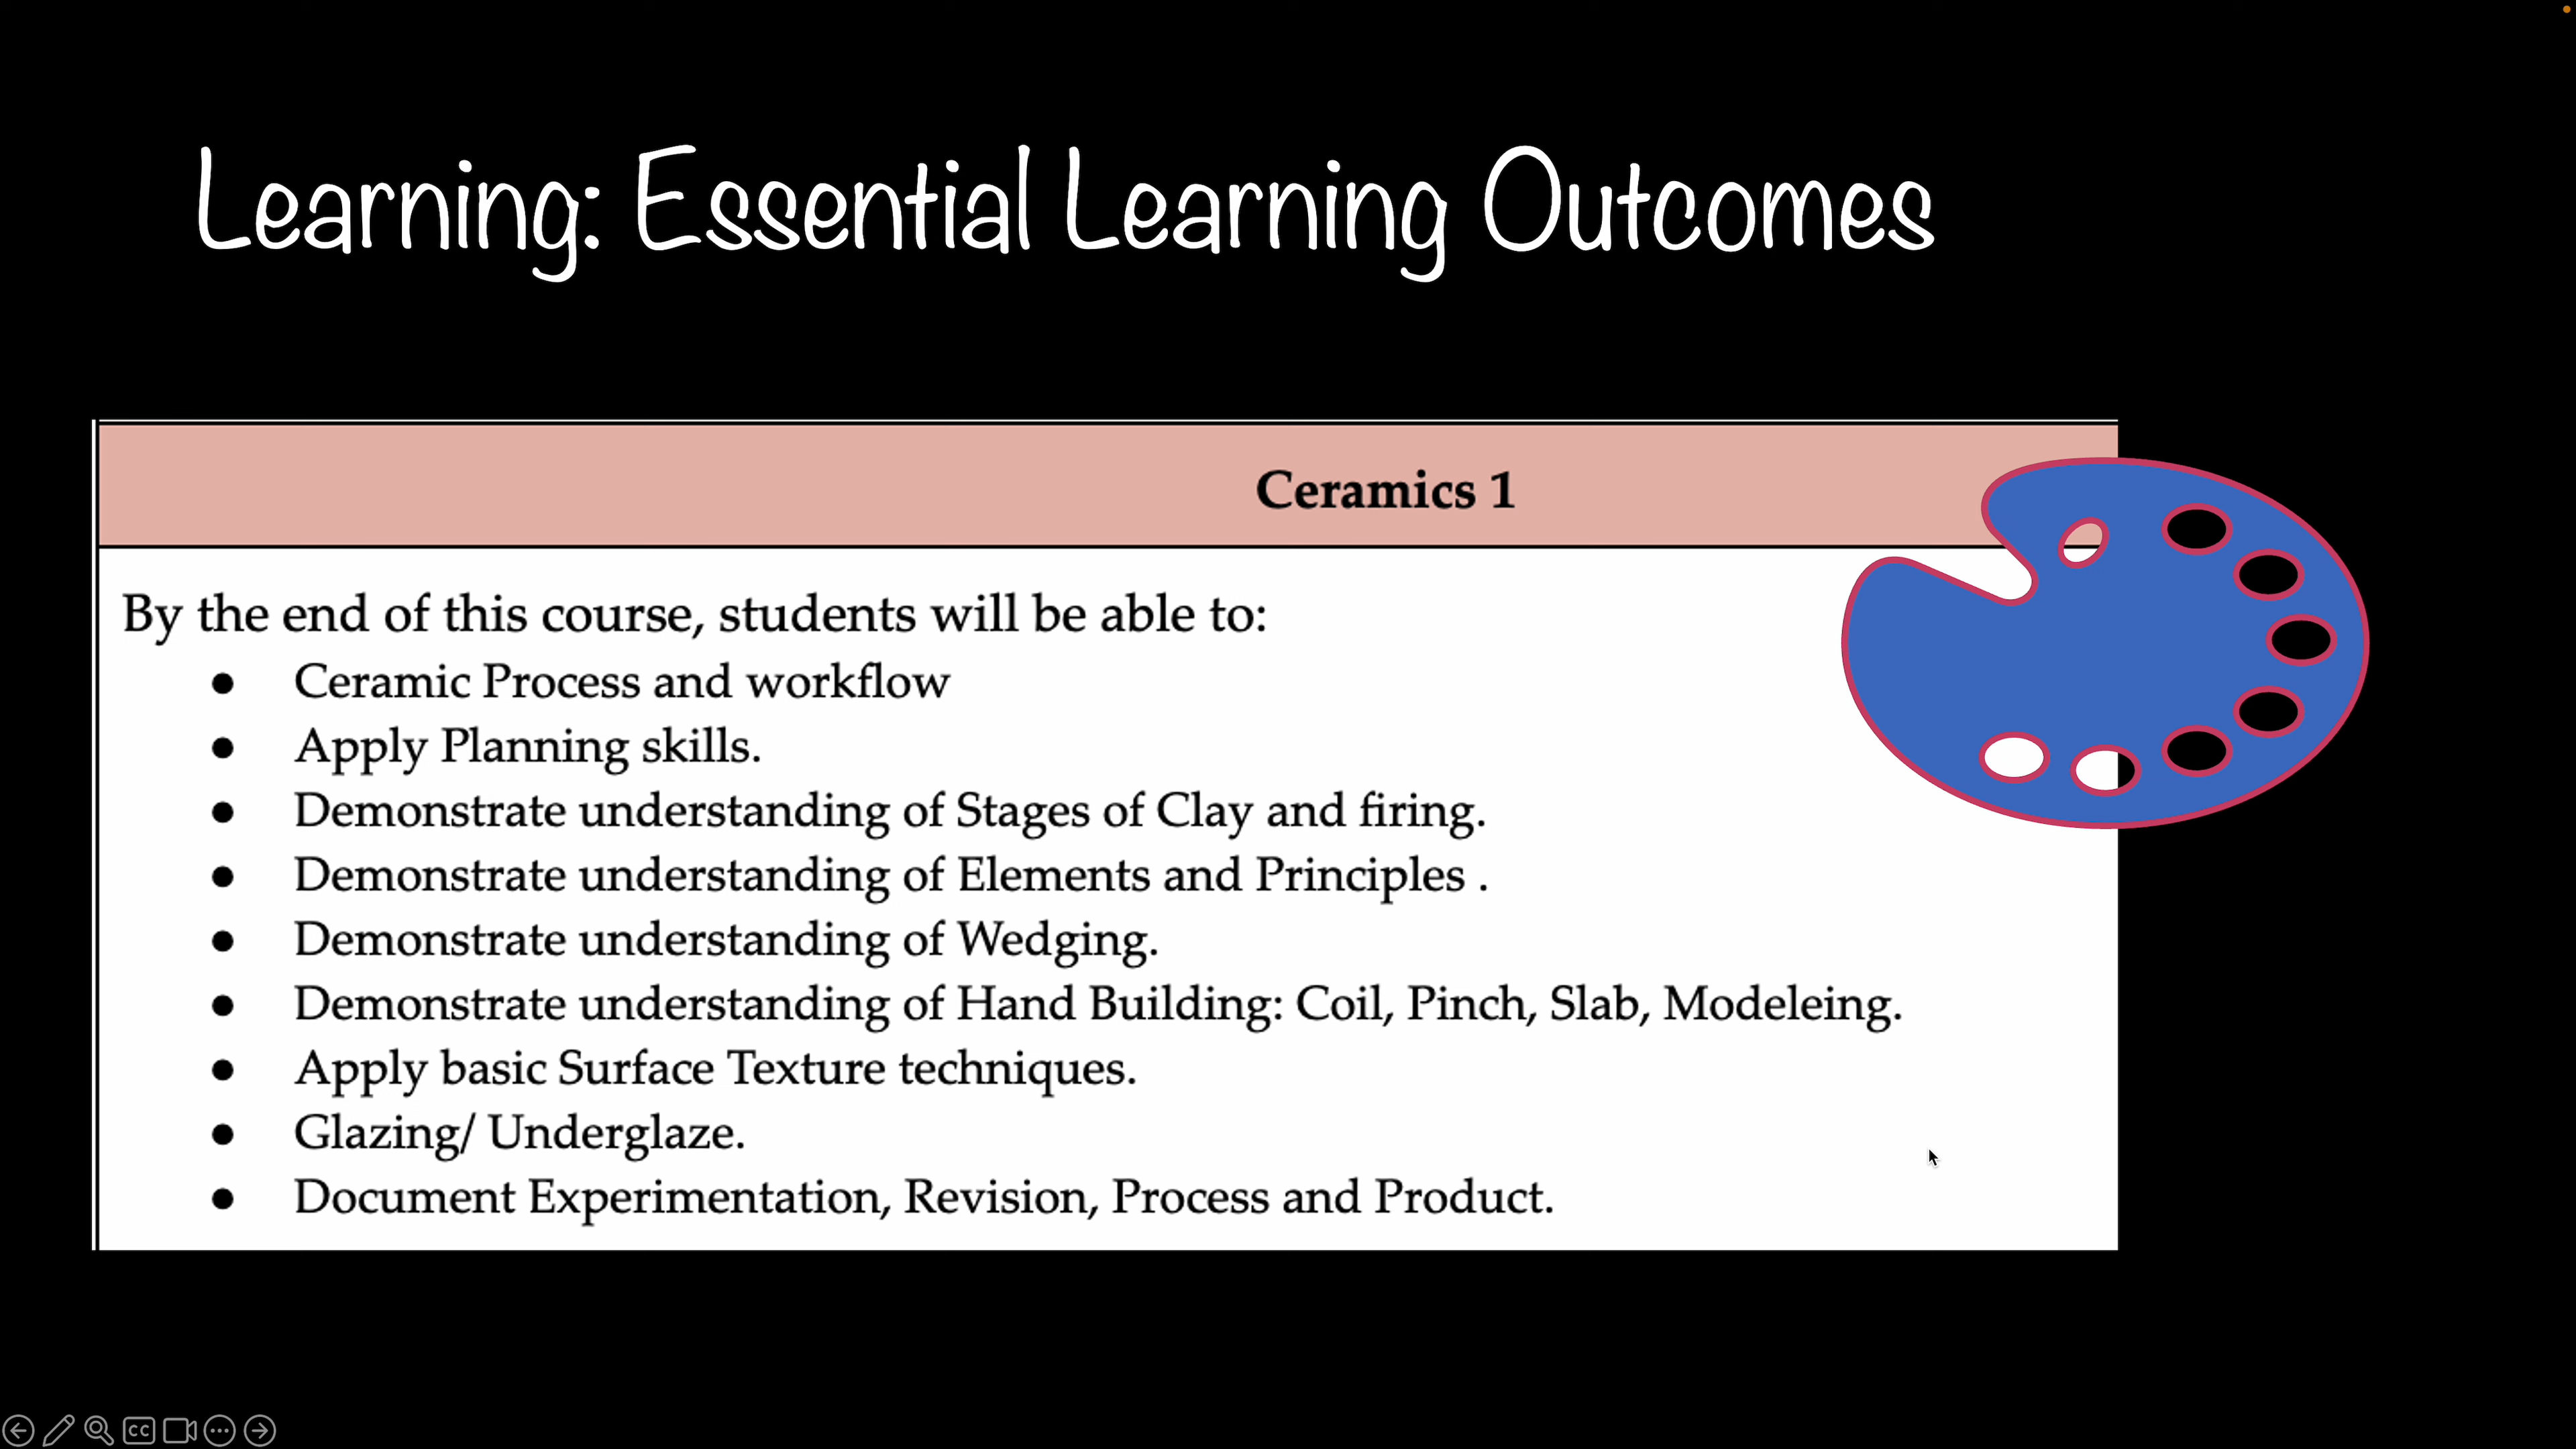 Learning: Essential Learning Outcomes
Ceramics 1
By the end of this course, students will be able to:
● Ceramic Process and workflow
● Apply Planning skills.
● Demonstrate understanding of Stages of Clay and firing.
● Demonstrate understanding of Elements and Principles .
● Demonstrate understanding of Wedging.
● Demonstrate understanding of Hand Building: Coil, Pinch, Slab, Modeleing.
● Apply basic Surface Texture techniques.
● Glazing/ Underglaze.
● Document Experimentation, Revision, Process and Product.
CC